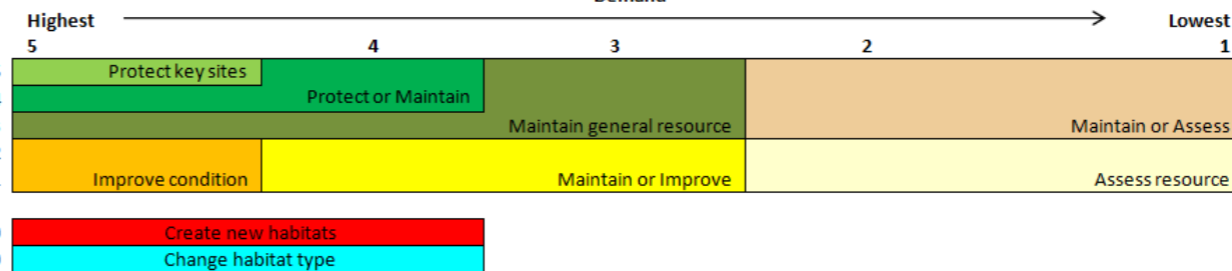 Highest Lowest
5 4 3 2 1
Protect key sites
Protect or Maintain
Maintain general resource Maintain or Assess
Improve condition Maintain or Improve Assess resource
Create new habitats
Change habitat type